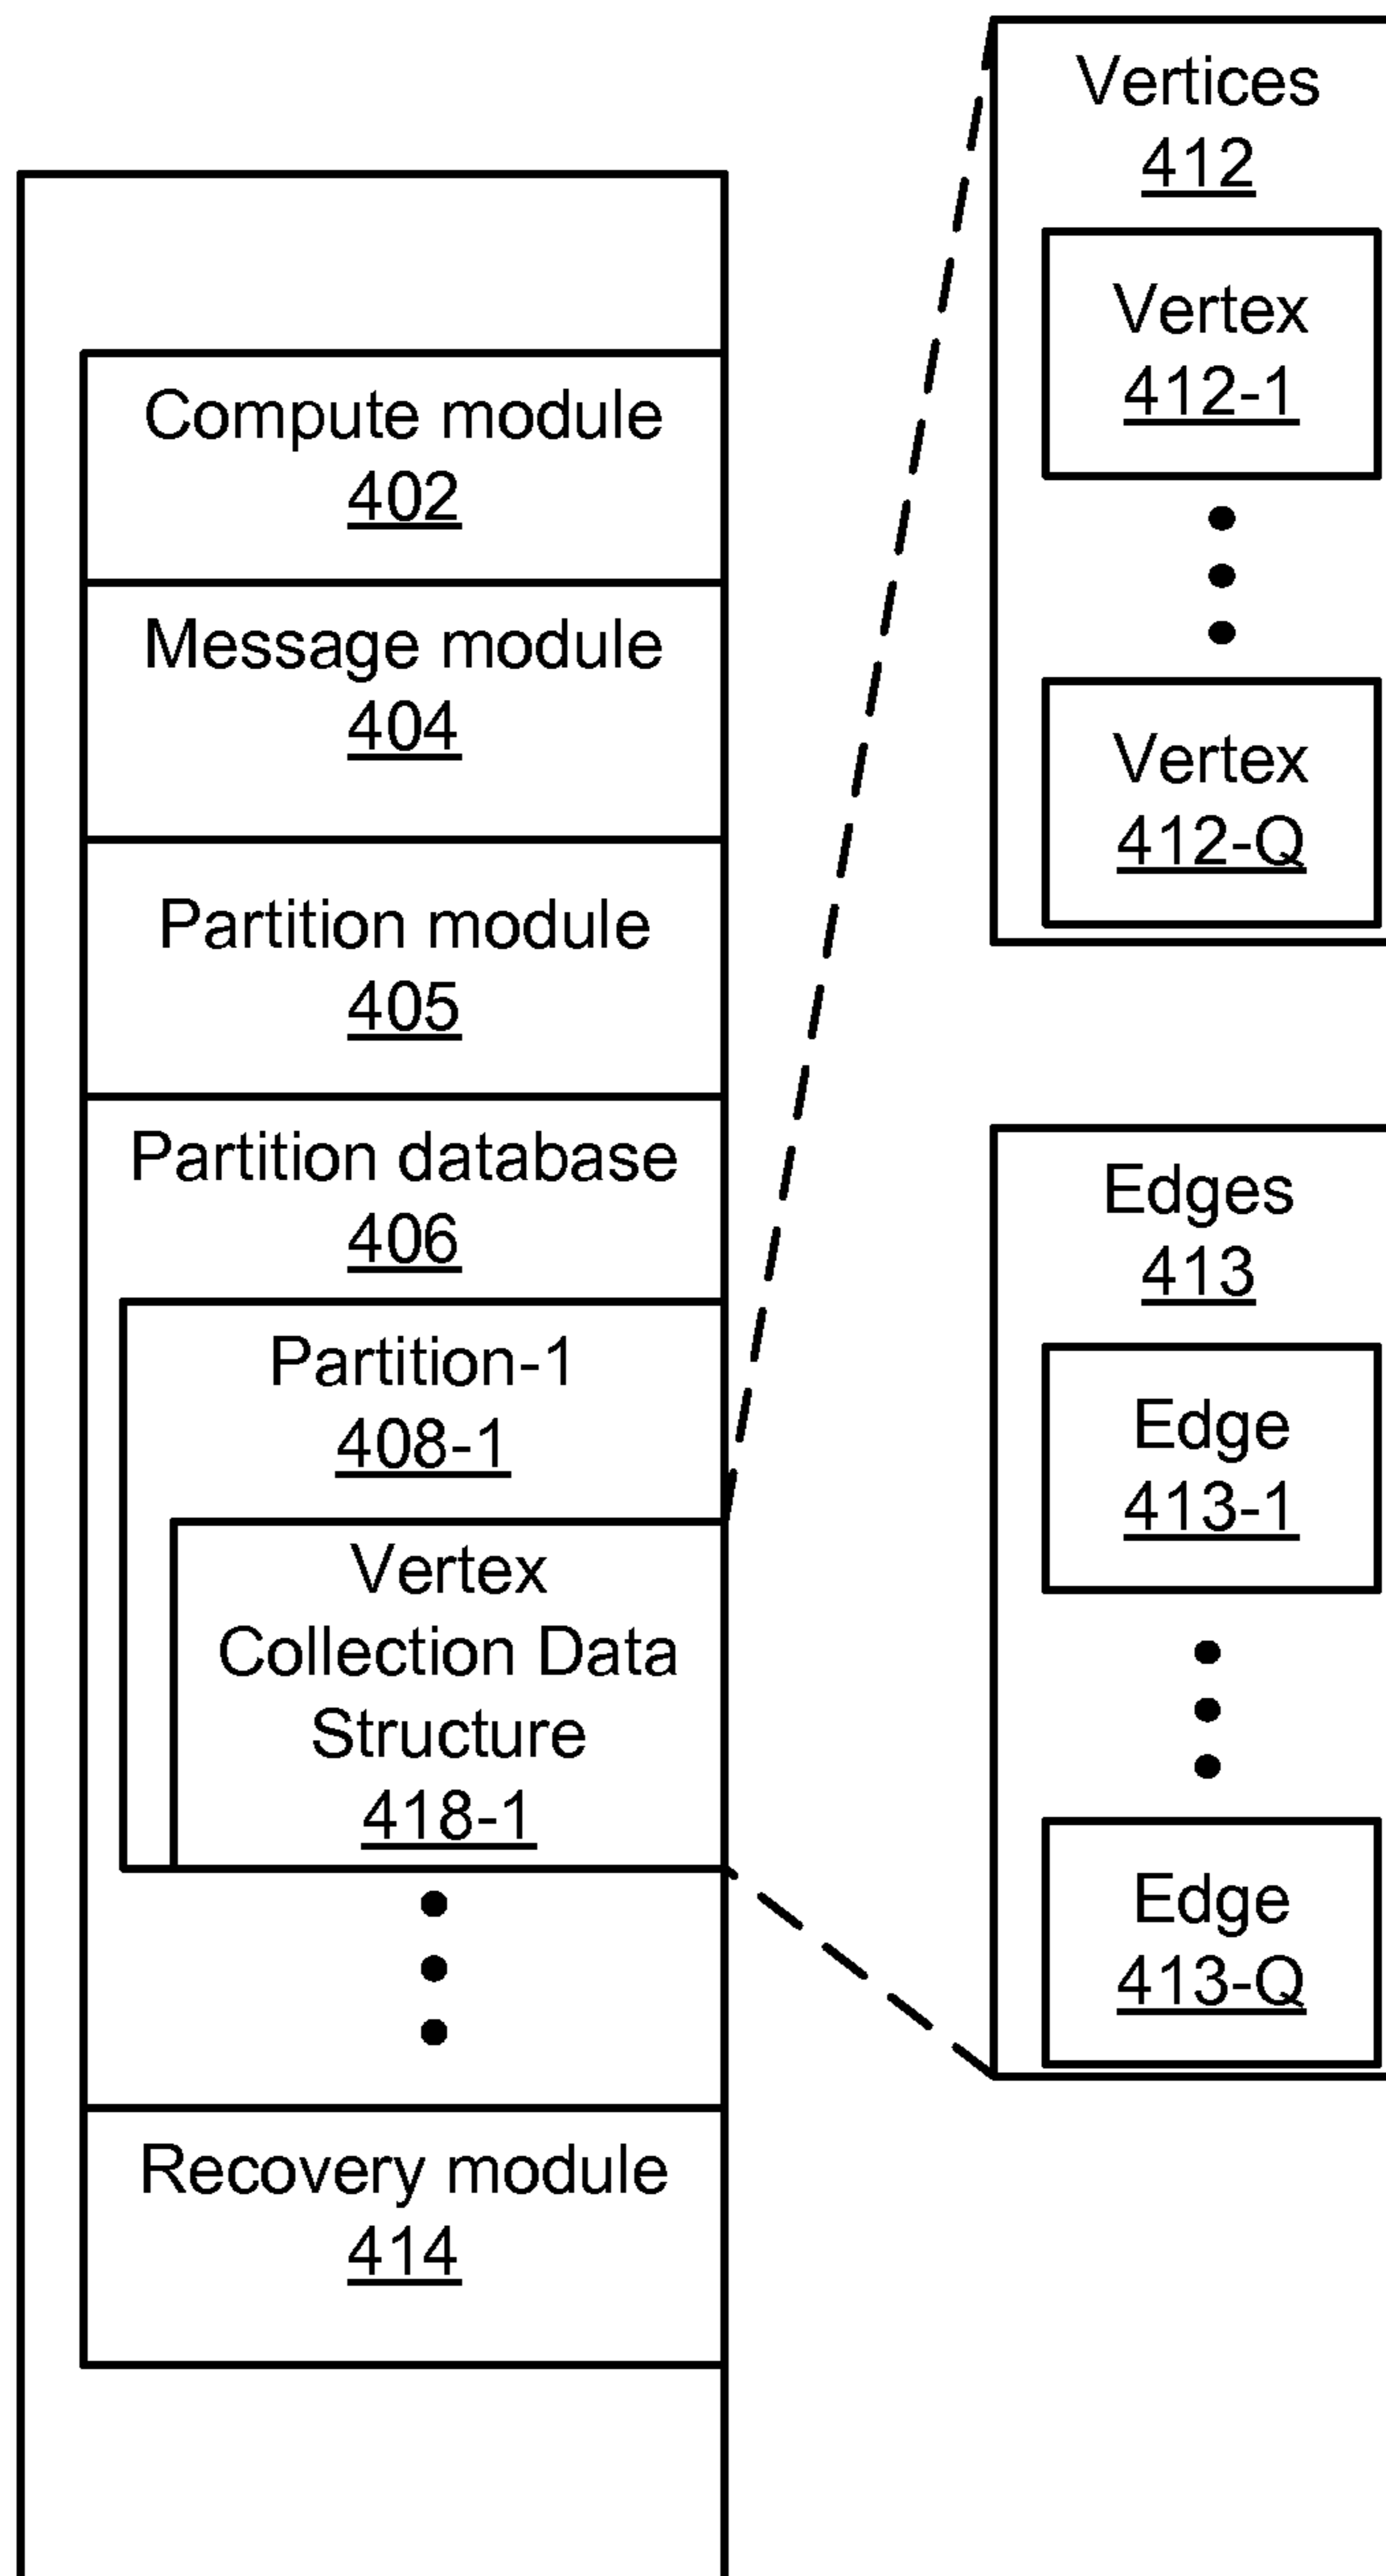 Compute module
402
Message module
404
Partition module
405
Partition database
406
Partition-1
408-1
Vertex
Collection Data
Structure
418-1
Recovery module
414
Vertices
412
Vertex
412-1
Vertex
412-Q
Edges
413
Edge
413-1
Edge
413-Q